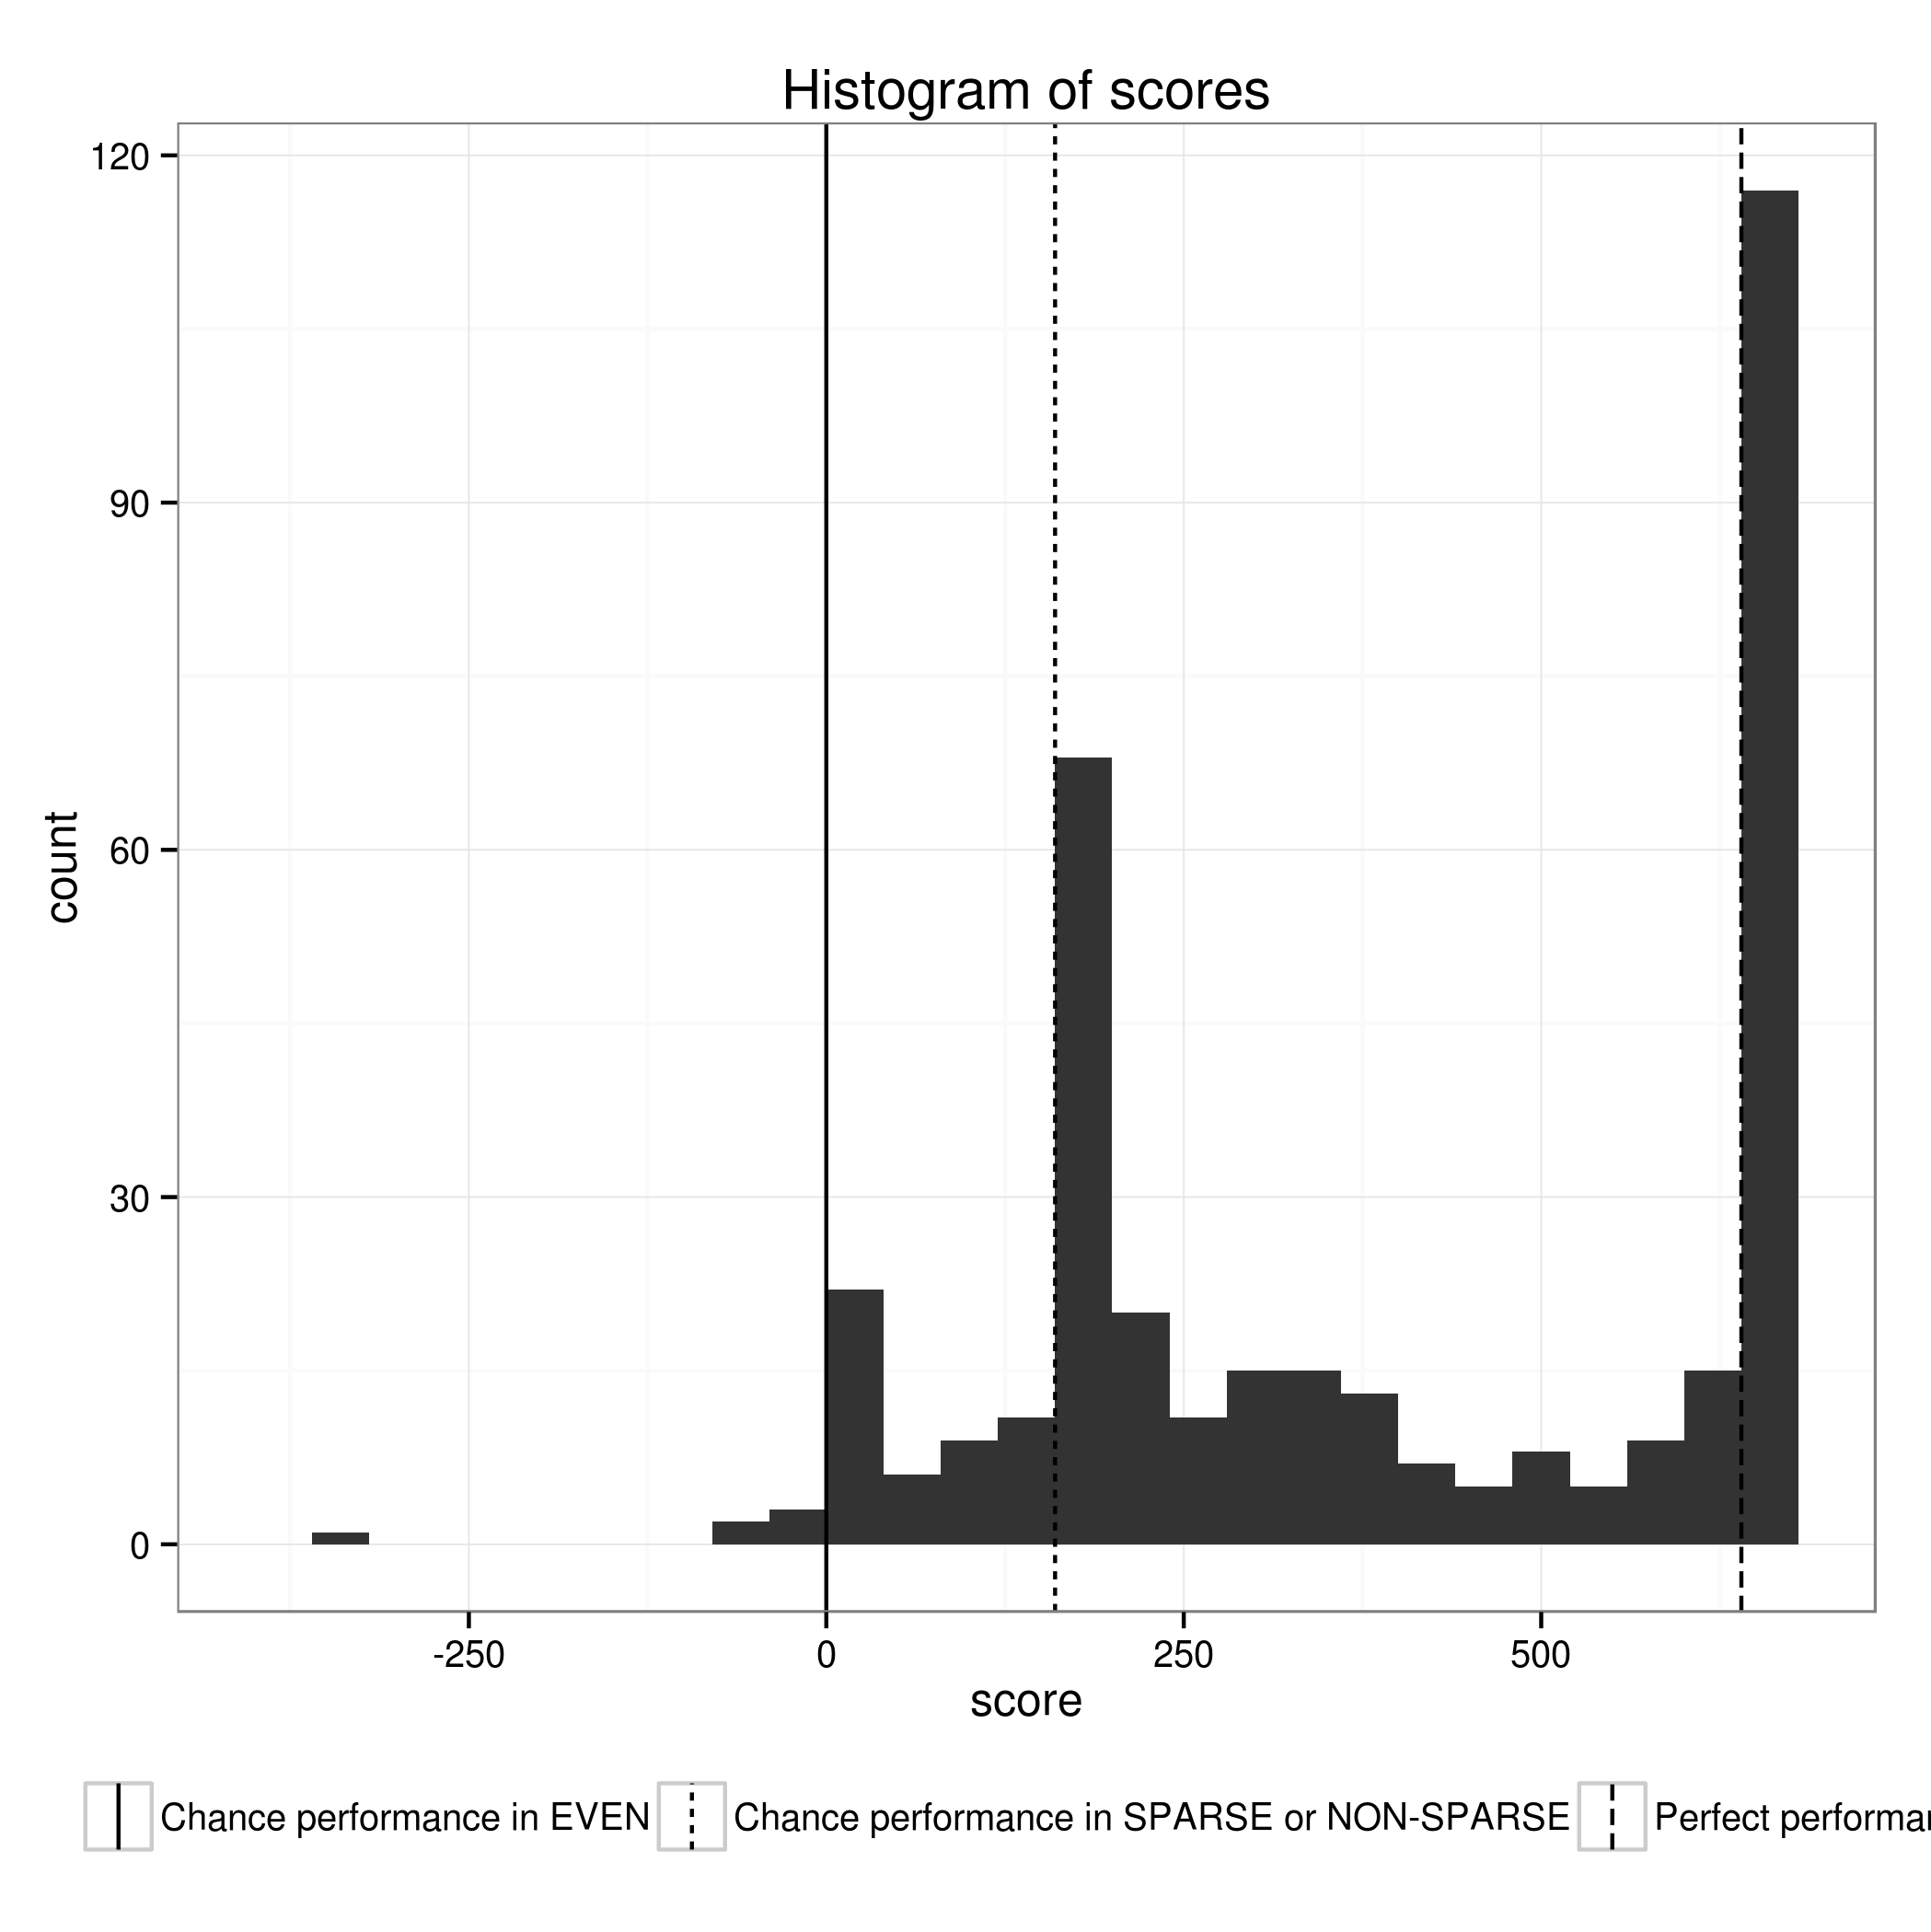 Histogram of scores
120
90
60
30
0
count
-250 0 250 500
score
Chance performance in EVEN Chance performance in SPARSE or NON-SPARSE Perfect